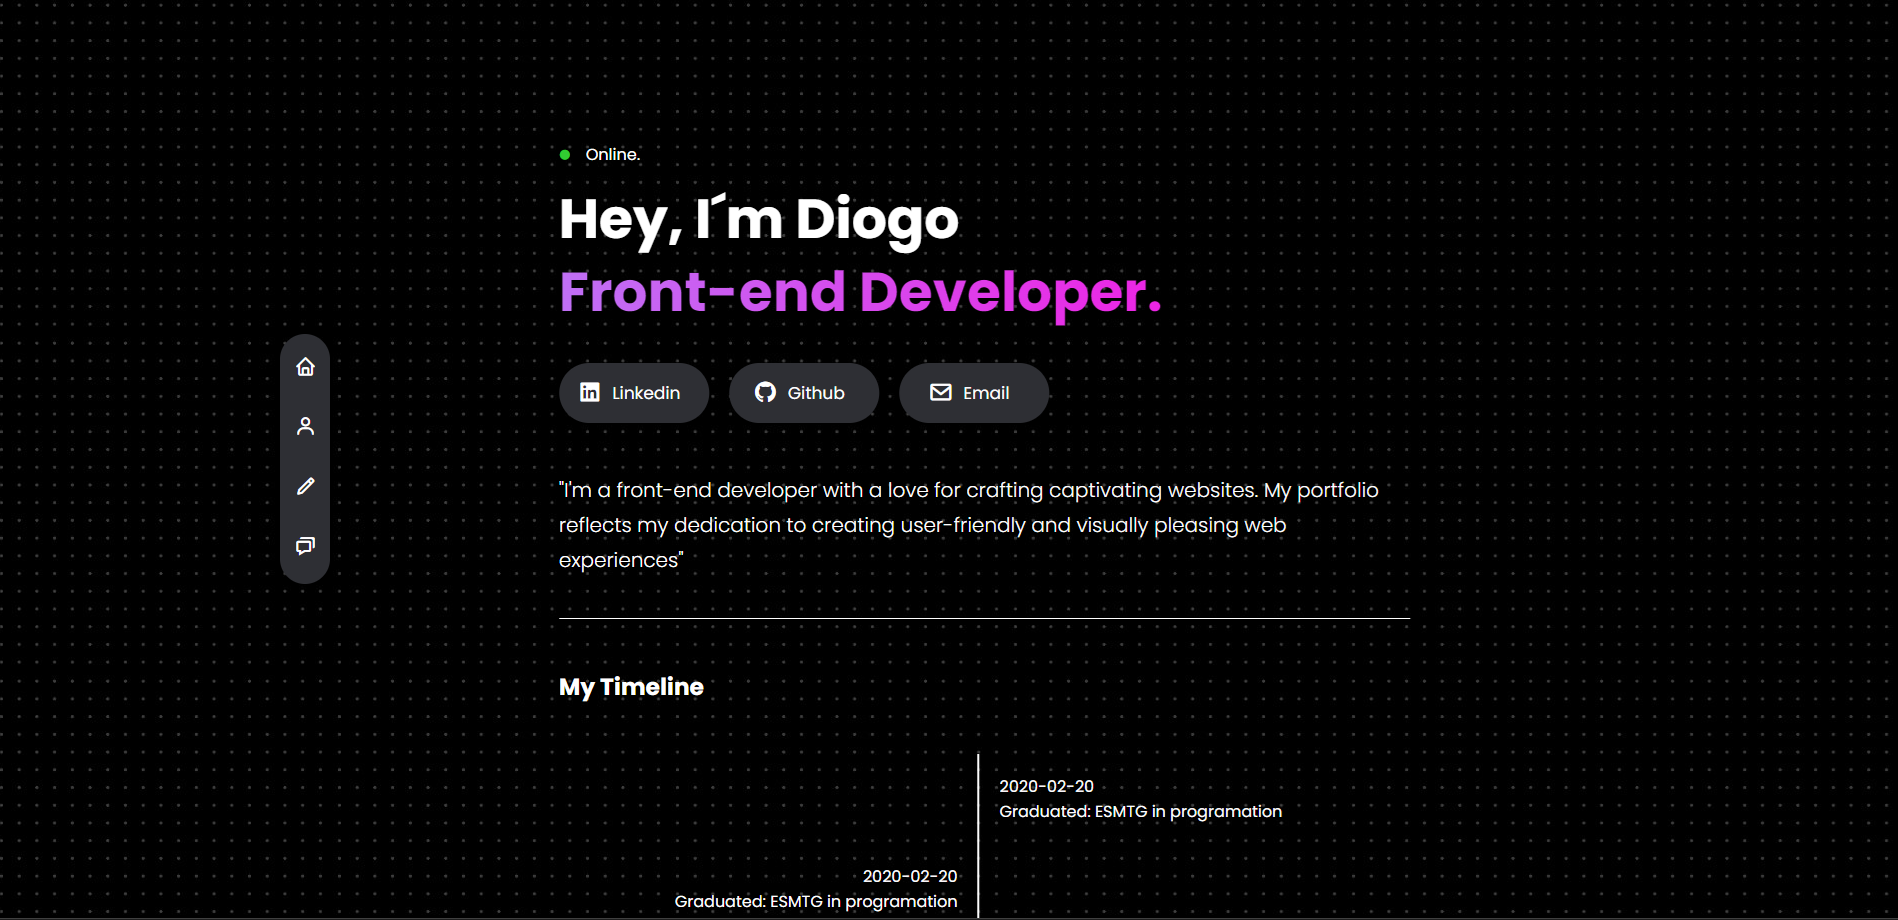 Online.
Hey, I´m Diogo
Front-end Developer.
Linkedin
Github
Email
"I'm a front-end developer with a love for crafting captivating websites. My portfolio
reflects my dedication to creating user-friendly and visually pleasing web
experiences"
My Timeline
2020-02-20
Graduated: ESMTG in programation
2020-02-20
Graduated: ESMTG in programation